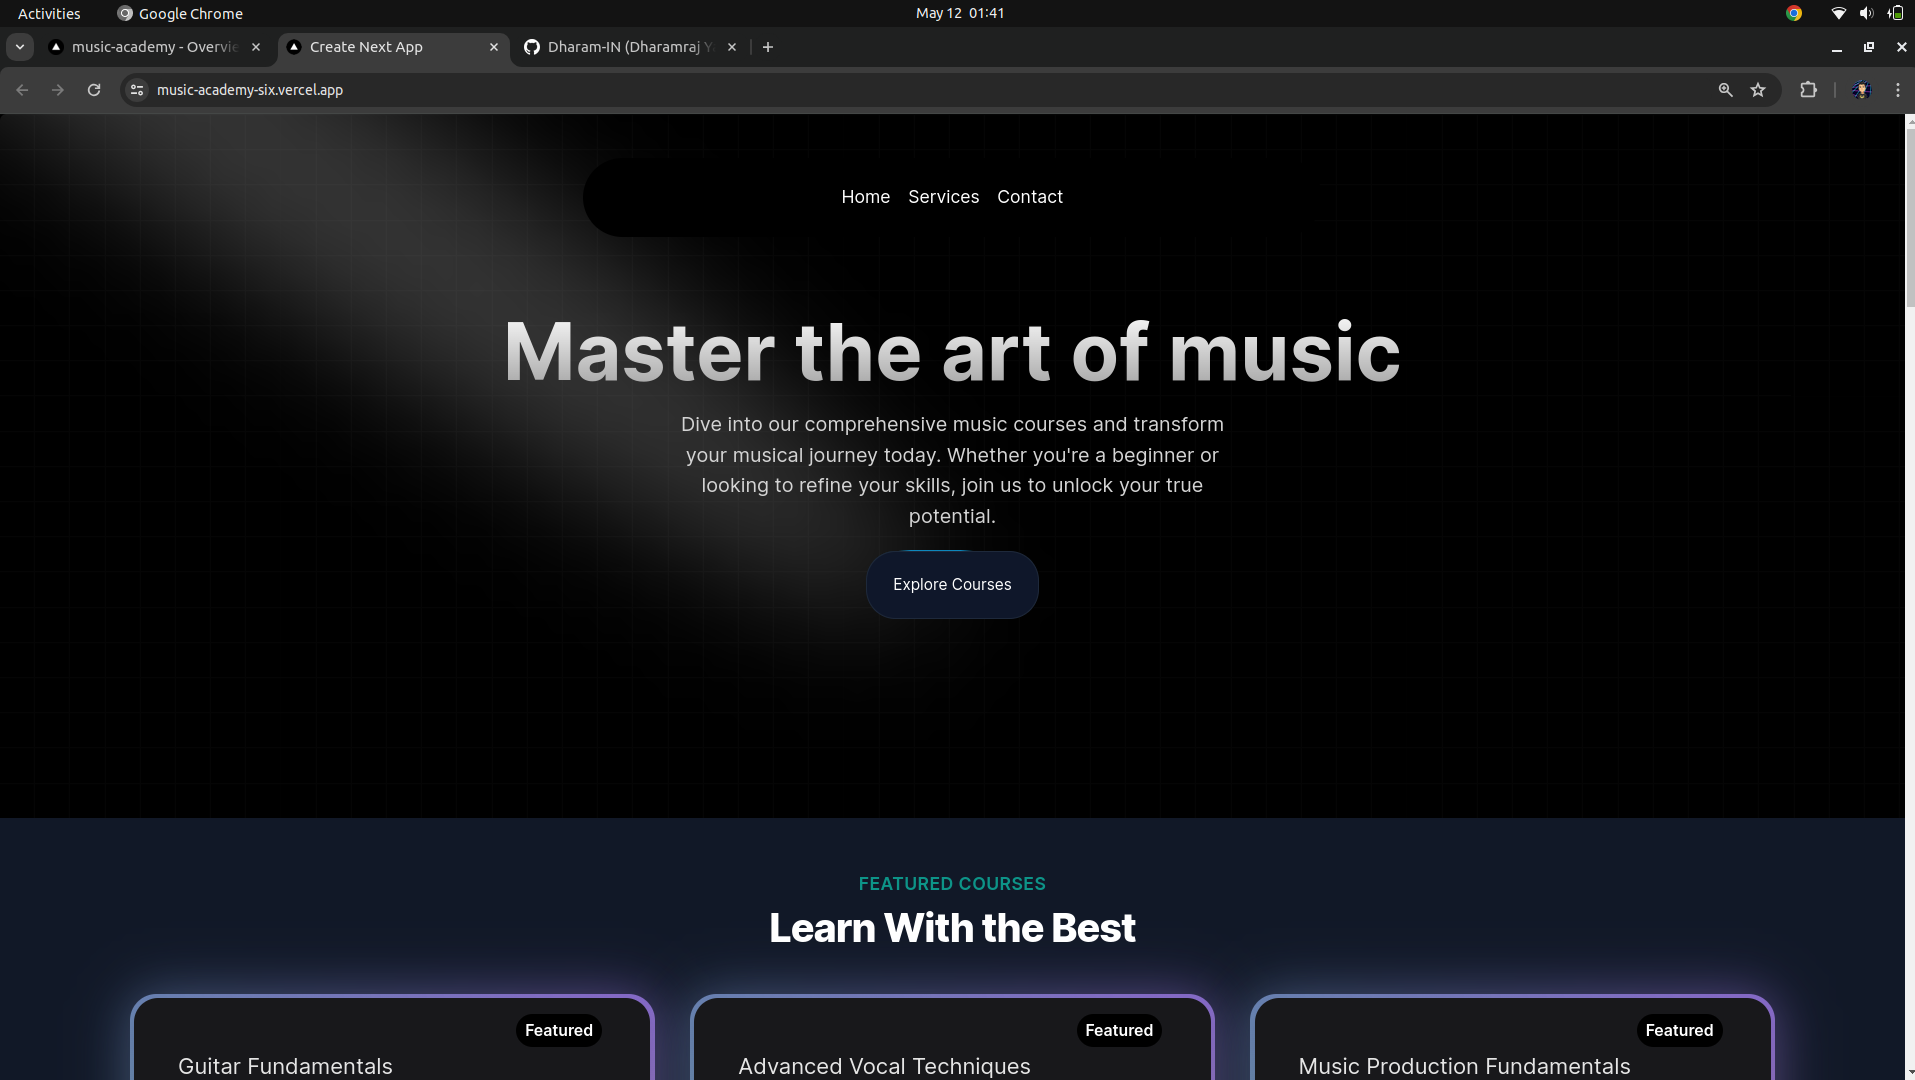 Activities Google Chrome May 12 01:41
music-academy - Overvie Create Next App Dharam-IN (Dharamraj Y
music-academy-six.vercel.app
Home Services Contact
Master the art of music
Dive into our comprehensive music courses and transform
your musical journey today. Whether you're a beginner or
looking to refine your skills, join us to unlock your true
potential.
Explore Courses
FEATURED COURSES
Learn With the Best
Featured Featured Featured
Guitar Fundamentals Advanced Vocal Techniques Music Production Fundamentals